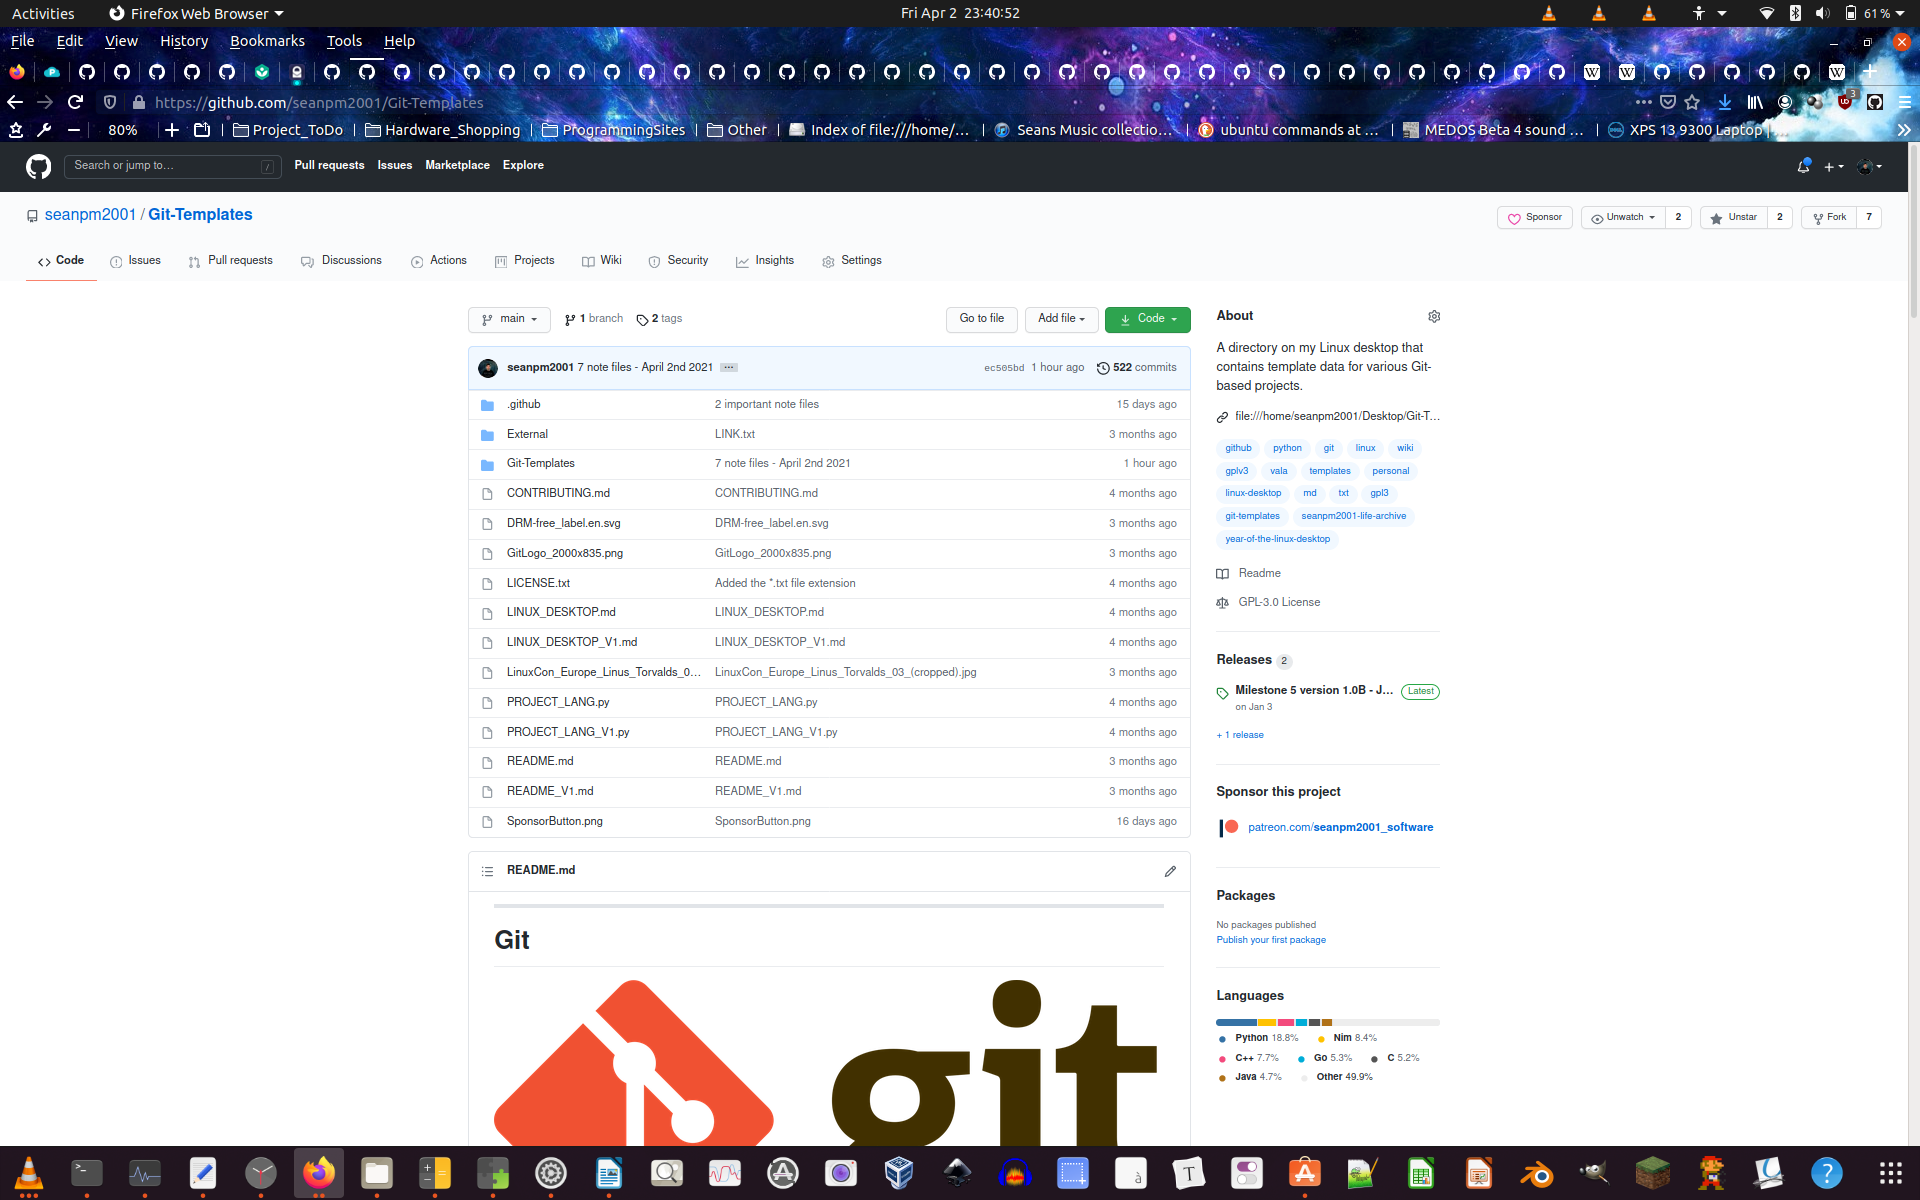 Activities
Firefox Web Browser
Fri Apr 2 23:40:52
61 %
File Edit View History Bookmarks Tools Help
https://github.com/seanpm2001/Git-Templates
3
80%
Project_ToDo
Hardware_Shopping
ProgrammingSites
Other
Index of file:///home/…
Seans Music collectio…
ubuntu commands at …
MEDOS Beta 4 sound …
XPS 13 9300 Laptop |
Search or jump to…
/
Pull requests Issues Marketplace Explore
seanpm2001 / Git-Templates
Sponsor
Unwatch 2
Unstar 2
Fork 7
Code Issues Pull requests Discussions Actions Projects Wiki Security Insights Settings
main 1 branch 2 tags
Go to file Add file Code
seanpm2001 7 note files - April 2nd 2021 ec505bd 1 hour ago 522 commits
.github 2 important note files 15 days ago
External LINK.txt 3 months ago
Git-Templates 7 note files - April 2nd 2021 1 hour ago
CONTRIBUTING.md CONTRIBUTING.md 4 months ago
DRM-free_label.en.svg DRM-free_label.en.svg 3 months ago
GitLogo_2000x835.png GitLogo_2000x835.png 3 months ago
LICENSE.txt Added the *.txt file extension 4 months ago
LINUX_DESKTOP.md LINUX_DESKTOP.md 4 months ago
LINUX_DESKTOP_V1.md LINUX_DESKTOP_V1.md 4 months ago
LinuxCon_Europe_Linus_Torvalds_0… LinuxCon_Europe_Linus_Torvalds_03_(cropped).jpg 3 months ago
PROJECT_LANG.py PROJECT_LANG.py 4 months ago
PROJECT_LANG_V1.py PROJECT_LANG_V1.py 4 months ago
README.md README.md 3 months ago
README_V1.md README_V1.md 3 months ago
SponsorButton.png SponsorButton.png 16 days ago
README.md
Git
git
About
A directory on my Linux desktop that
contains template data for various Git-
based projects.
file:///home/seanpm2001/Desktop/Git-T…
github python git linux wiki
gplv3 vala templates personal
linux-desktop md txt gpl3
git-templates seanpm2001-life-archive
year-of-the-linux-desktop
Readme
GPL-3.0 License
Releases 2
Milestone 5 version 1.0B - J… Latest
on Jan 3
+ 1 release
Sponsor this project
patreon.com/seanpm2001_software
Packages
No packages published
Publish your first package
Languages
Python 18.8% Nim 8.4%
C++ 7.7% Go 5.3% C 5.2%
Java 4.7% Other 49.9%